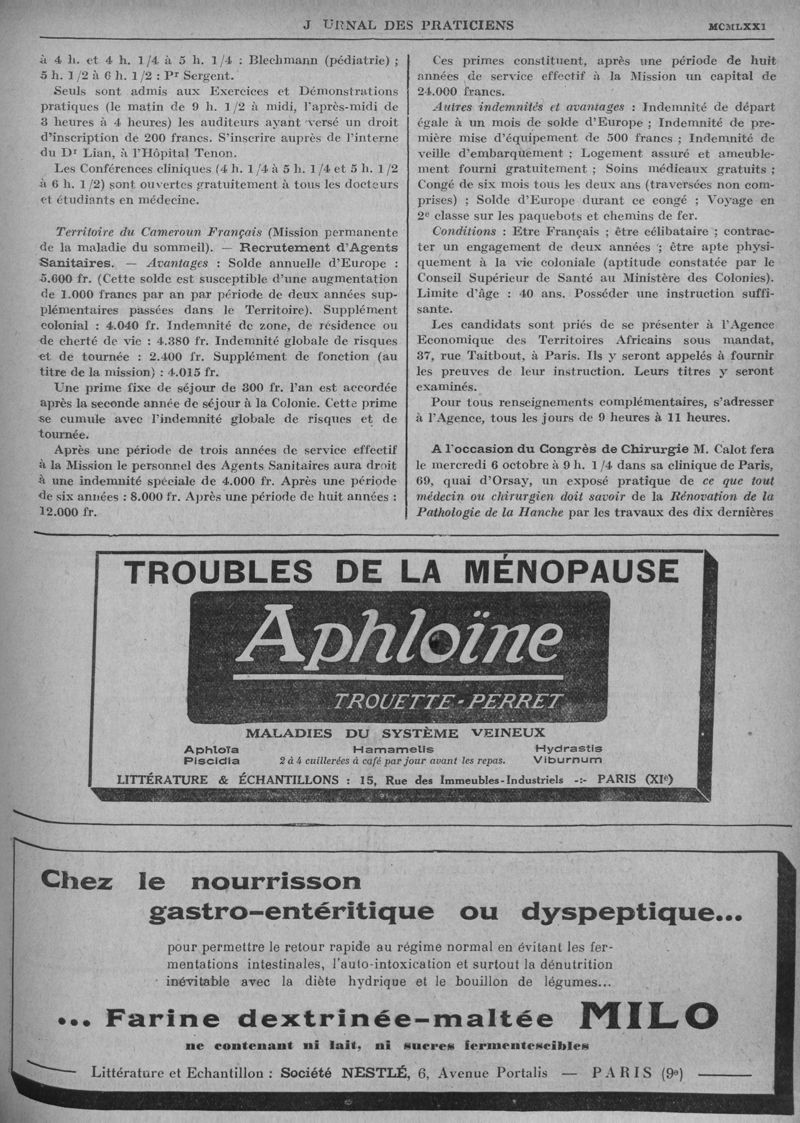 J URNAL DES PRATICIENS
MCMLXXI
à 4 h. et 4 h. 1/4 à 5 h. 1/4 : Blechmann (pédiatrie) ;
5 h. 1/2 à 6 h. 1/2 : Pr Sergent.
Seuls sont admis aux Exercices et Démonstrations
pratiques (le matin de 9 h. 1/2 à midi, l'après-midi de
3 heures à 4 heures) les auditeurs ayant versé un droit
d'inscription de 200 francs. S'inscrire auprès de l'interne
du Dr Lian, à l'Hôpital Tenon.
Les Conférences cliniques (4 h. 1/4 à 5 h. 1/4 et 5 h. 1/2
à 6 h. 1/2) sont ouvertes gratuitement à tous les docteurs
et étudiants en médecine.
Territoire du Cameroun Français (Mission permanente
de la maladie du sommeil). — Recrutement d'Agents
Sanitaires. — Avantages : Solde annuelle d'Europe :
5.600 fr. (Cette solde est susceptible d'une augmentation
de 1.000 francs par an par période de deux années sup-
plémentaires passées dans le Territoire). Supplément
colonial : 4.040 fr. Indemnité de zone, de résidence ou
de cherté de vie : 4.380 fr. Indemnité globale de risques
et de tournée : 2.400 fr. Supplément de fonction (au
titre de la mission) : 4.015 fr.
Une prime fixe de séjour de 300 fr. l'an est accordée
après la seconde année de séjour à la Colonie. Cette prime
se cumule avec l'indemnité globale de risques et de
tournée.
Après une période de trois années de service effectif
à la Mission le personnel des Agents Sanitaires aura droit
à une indemnité spéciale de 4.000 fr. Après une période
de six années : 8.000 fr. Après une période de huit années :
12.000 fr.
Ces primes constituent, après une période de huit
années de service effectif à la Mission un capital de
24.000 francs.
Autres indemnités et avantages : Indemnité de départ
égale à un mois de solde d'Europe ; Indemnité de pre-
mière mise d'équipement de 500 francs ; Indemnité de
veille d'embarquement ; Logement assuré et ameuble-
ment fourni gratuitement ; Soins médicaux gratuits ;
Congé de six mois tous les deux ans (traversées non com-
prises) ; Solde d'Europe durant ce congé ; Voyage en
2e classe sur les paquebots et chemins de fer.
Conditions : Etre Français ; être célibataire ; contrac-
ter un engagement de deux années ; être apte physi-
quement à la vie coloniale (aptitude constatée par le
Conseil Supérieur de Santé au Ministère des Colonies).
Limite d'âge : 40 ans. Posséder une instruction suffi-
sante.
Les candidats sont priés de se présenter à l'Agence
Economique des Territoires Africains sous mandat,
37, rue Taitbout, à Paris. Ils y seront appelés à fournir
les preuves de leur instruction. Leurs titres y seront
examinés.
Pour tous renseignements complémentaires, s'adresser
à l'Agence, tous les jours de 9 heures à 11 heures.
A l'occasion du Congrès de Chirurgie M. Calot fera
le mercredi 6 octobre à 9 h. 1/4 dans sa clinique de Paris,
69, quai d'Orsay, un exposé pratique de ce que tout
médecin ou chirurgien doit savoir de la Rénovation de la
Pathologie de la Hanche par les travaux des dix dernières
TROUBLES DE LA MÉNOPAUSE
Aphloïne
TROUETTE-PERRET
MALADIES DU SYSTÈME VEINEUX
Aphloïa Hamamelis Hydrastis
Piscidia 2 à 4 cuillerées à café par jour avant les repas. Viburnum
LITTÉRATURE & ÉCHANTILLONS : 15, Rue des Immeubles-Industriels -:- PARIS (XIe)
Chez le nourrisson
gastro-entéritique ou dyspeptique...
pour permettre le retour rapide au régime normal en évitant les fer-
mentations intestinales, l'auto-intoxication et surtout la dénutrition
inévitable avec la diète hydrique et le bouillon de légumes...
... Farine dextrinée-maltée MILO
ne contenant ni lait, ni sucres fermentescibles
Littérature et Echantillon : Société NESTLÉ, 6, Avenue Portalis — PARIS (9e)